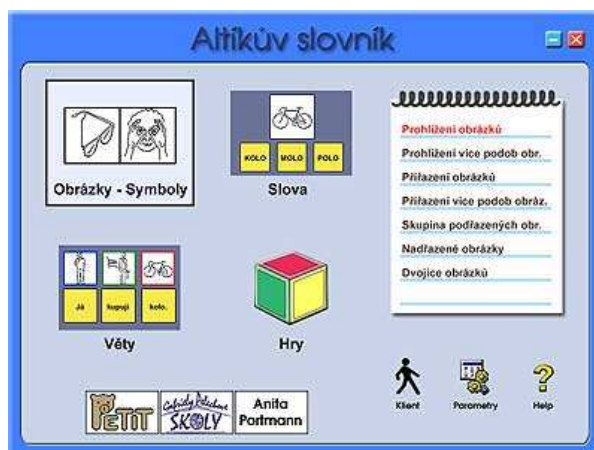 Altíkův slovník
KOLO MOLO POLO
Obrázky - Symboly
Slova
Prohlížení obrázků
Prohlížení více podob obr.
Přiřazení obrázků
Přiřazení více podob obráz.
Skupina podřazených obr.
Nadřazené obrázky
Dvojice obrázků
Já kupuji kolo.
Věty
Hry
Klient
Parametry
Help
PETIT
ŠKOLY
Anita
Portmann